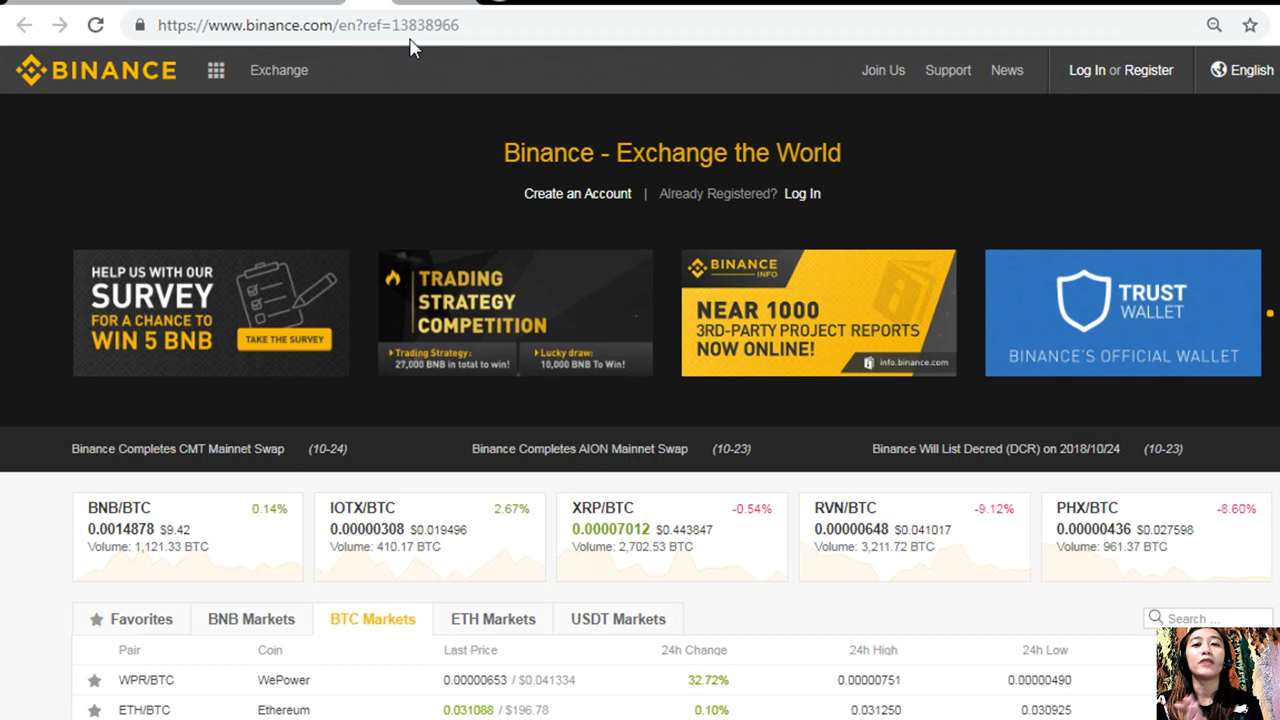 https://www.binance.com/en?ref=13838966
BINANCE
Exchange
Join Us
Support
News
Log In or Register
English
Binance - Exchange the World
Create an Account | Already Registered? Log In
HELP US WITH OUR
SURVEY
FOR A CHANCE TO
WIN 5 BNB
TAKE THE SURVEY
TRADING
STRATEGY
COMPETITION
Trading Strategy:
27,000 BNB in total to win!
Lucky draw:
10,000 BNB To Win!
BINANCE
INFO
NEAR 1000
3RD-PARTY PROJECT REPORTS
NOW ONLINE!
info.binance.com
TRUST
WALLET
BINANCE'S OFFICIAL WALLET
Binance Completes CMT Mainnet Swap (10-24)
Binance Completes AION Mainnet Swap (10-23)
Binance Will List Decred (DCR) on 2018/10/24 (10-23)
BNB/BTC 0.14%
0.0014878 $9.42
Volume: 1,121.33 BTC
IOTX/BTC 2.67%
0.00000308 $0.019496
Volume: 410.17 BTC
XRP/BTC -0.54%
0.00007012 $0.443847
Volume: 2,702.53 BTC
RVN/BTC -9.12%
0.00000648 $0.041017
Volume: 3,211.72 BTC
PHX/BTC -8.60%
0.00000436 $0.027598
Volume: 961.37 BTC
Favorites
BNB Markets
BTC Markets
ETH Markets
USDT Markets
Search ...
Pair Coin Last Price 24h Change 24h High 24h Low
WPR/BTC WePower 0.00000653 / $0.041334 32.72% 0.00000751 0.00000490
ETH/BTC Ethereum 0.031088 / $196.78 0.10% 0.031250 0.030925